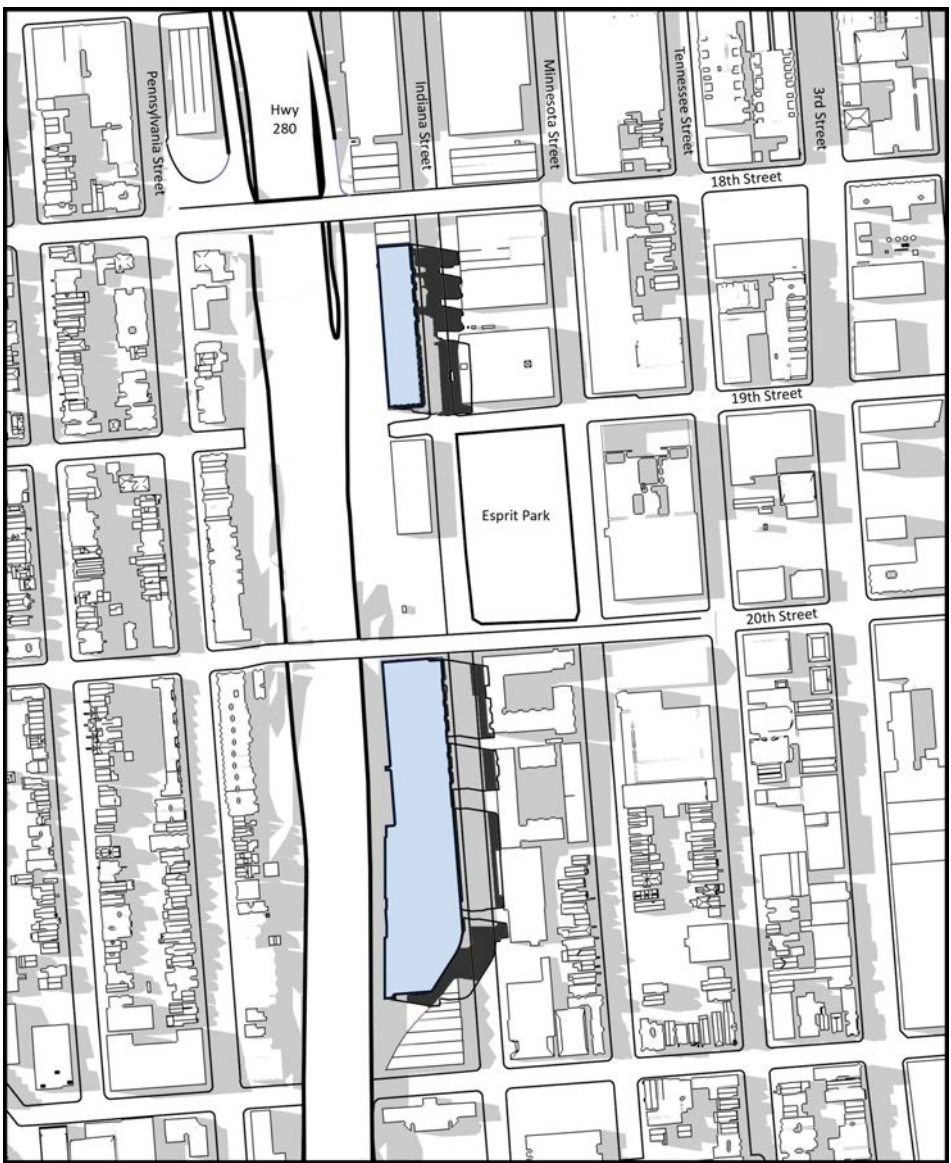 Pennsylvania Street
Hwy
280
Indiana Street
Minnesota Street
Tennessee Street
3rd Street
18th Street
19th Street
Esprit Park
20th Street